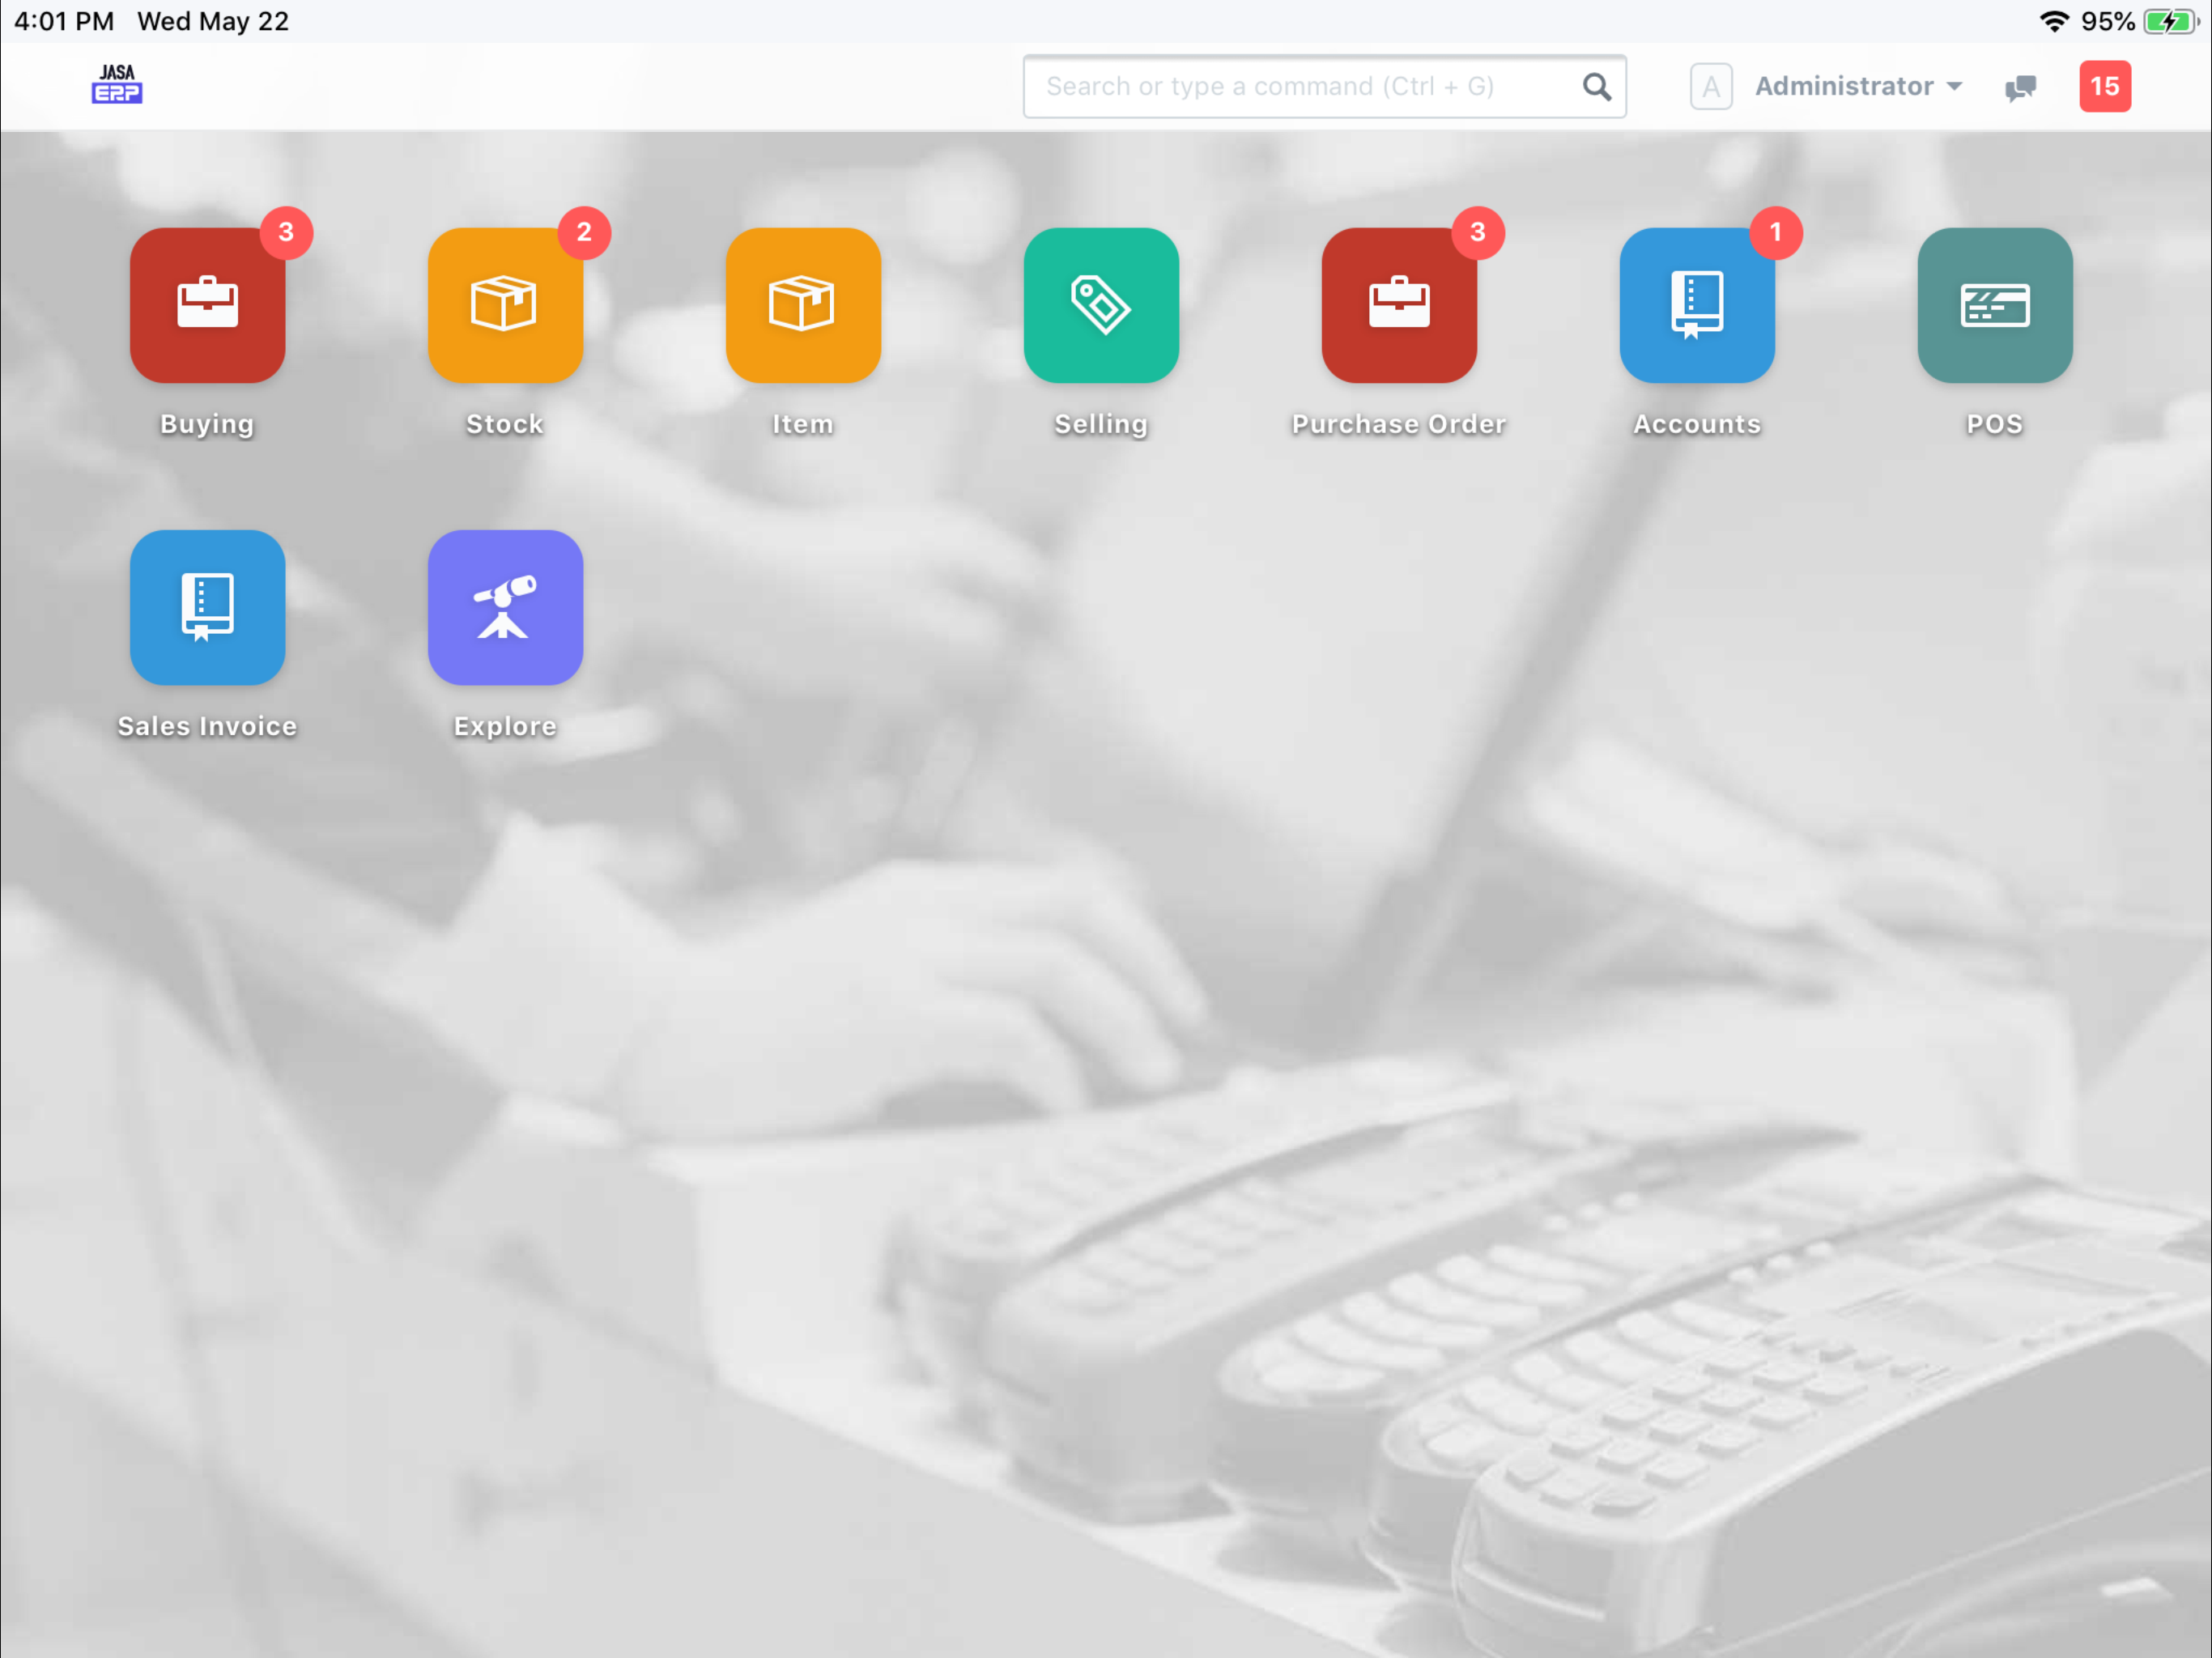 4:01 PM Wed May 22
95%
JASA
ERP
Search or type a command (Ctrl + G)
A Administrator
15
3
2
3
1
Buying
Stock
Item
Selling
Purchase Order
Accounts
POS
Sales Invoice
Explore